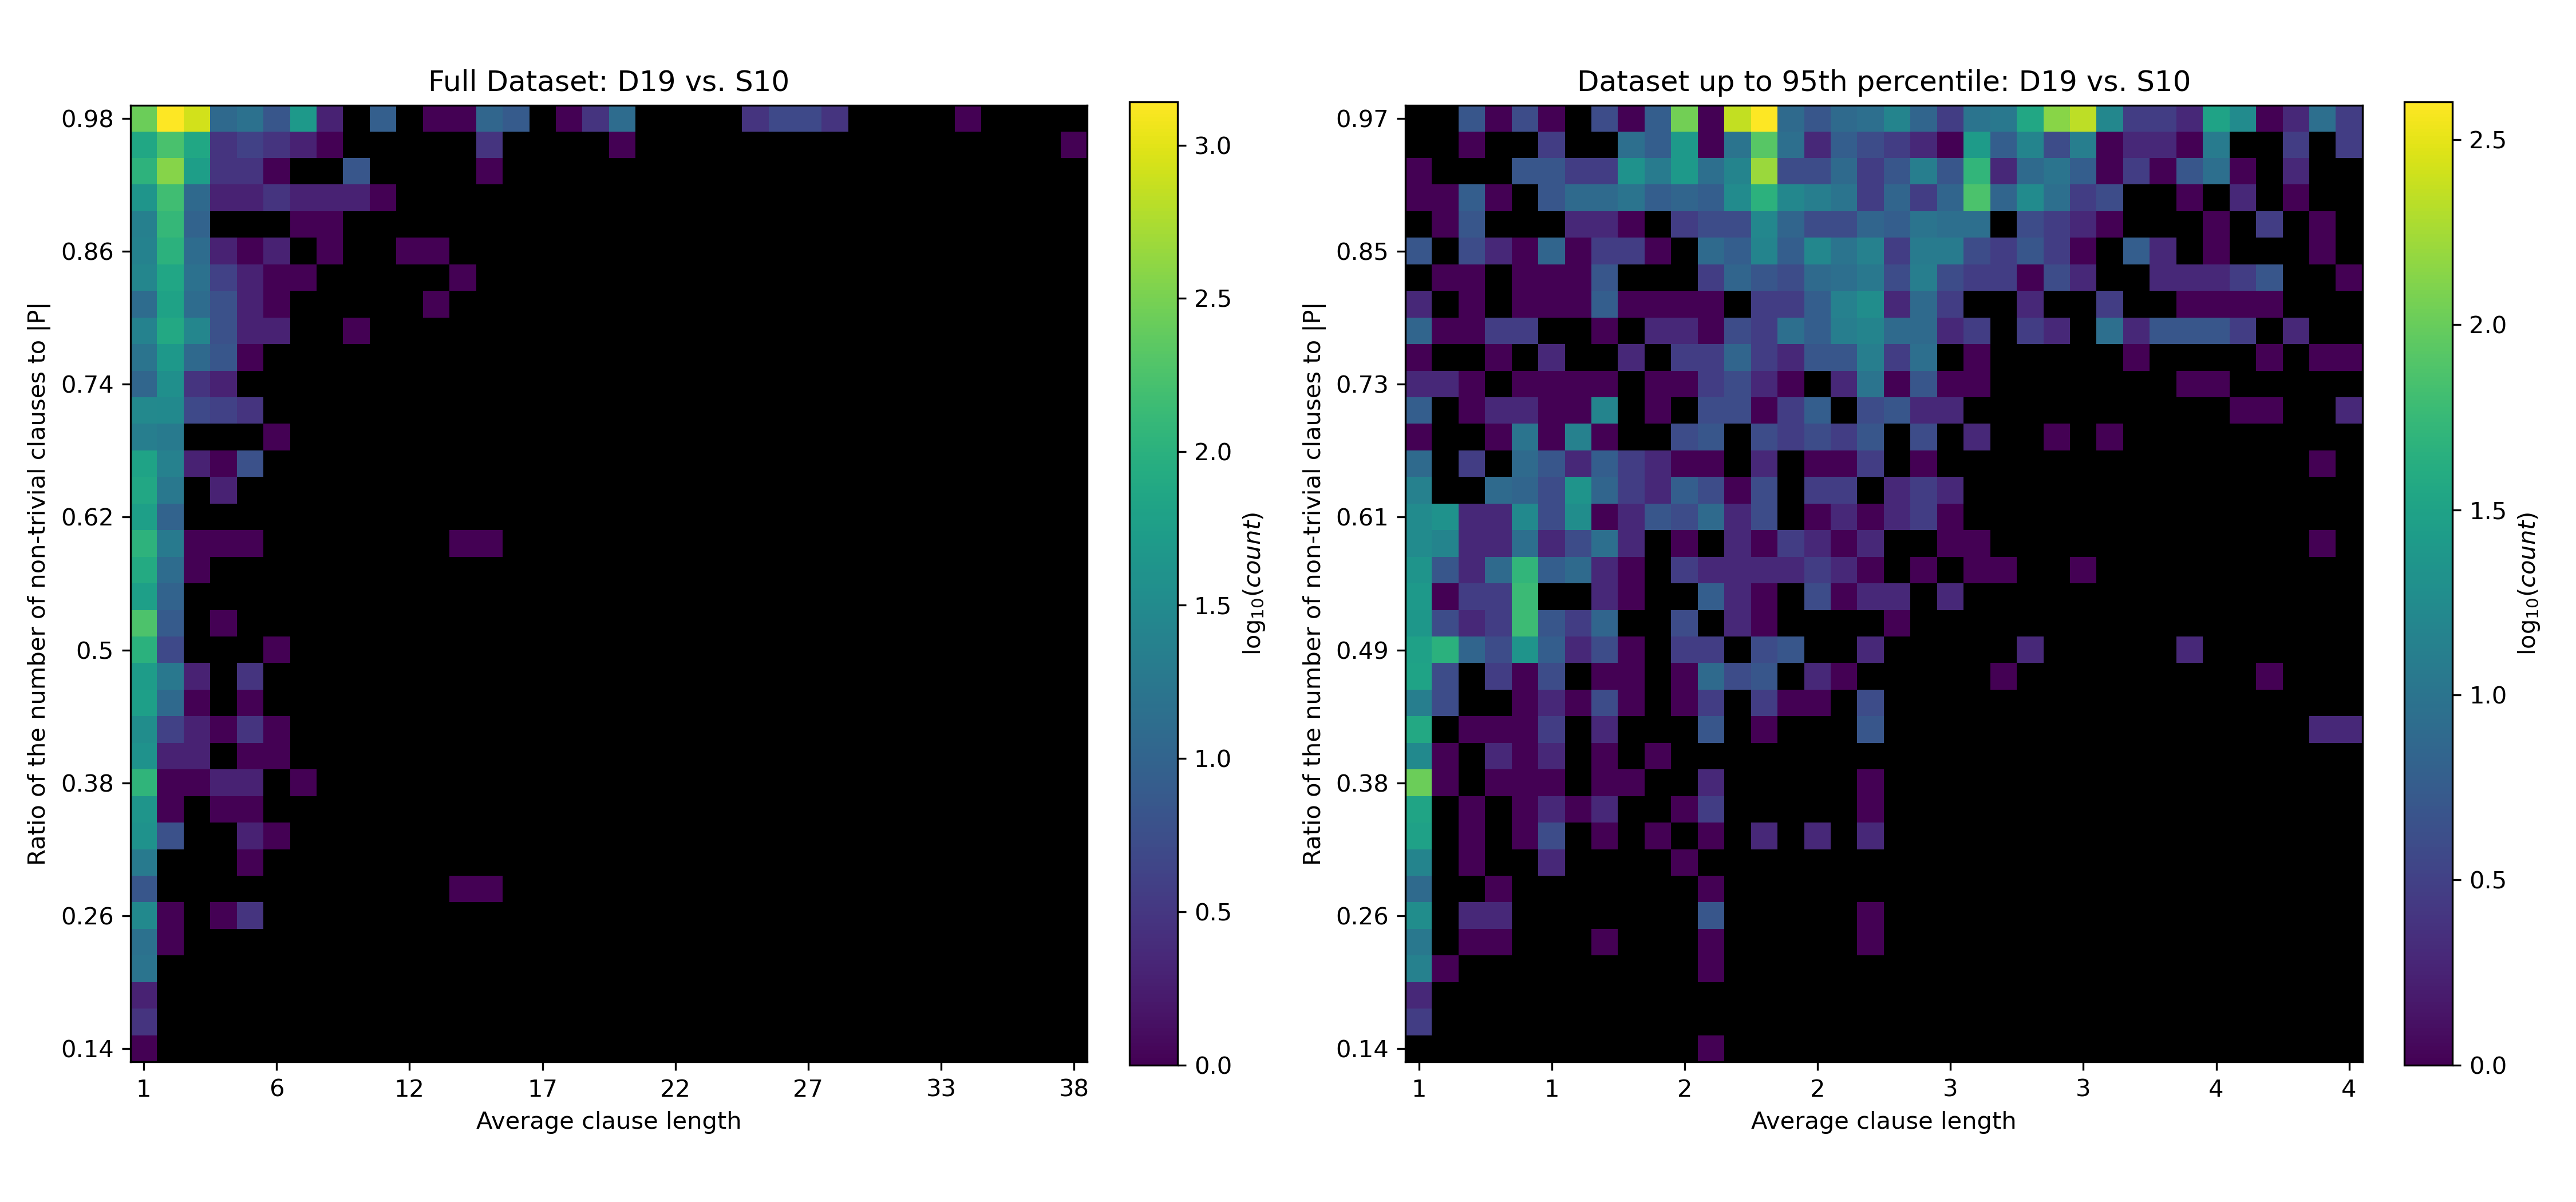 Full Dataset: D19 vs. S10
Ratio of the number of non-trivial clauses to |P|
0.98
0.86
0.74
0.62
0.5
0.38
0.26
0.14
1 6 12 17 22 27 33 38
Average clause length
3.0
2.5
2.0
1.5
1.0
0.5
0.0
log₁₀(count)
Dataset up to 95th percentile: D19 vs. S10
Ratio of the number of non-trivial clauses to |P|
0.97
0.85
0.73
0.61
0.49
0.38
0.26
0.14
1 1 2 2 3 3 4 4
Average clause length
2.5
2.0
1.5
1.0
0.5
0.0
log₁₀(count)